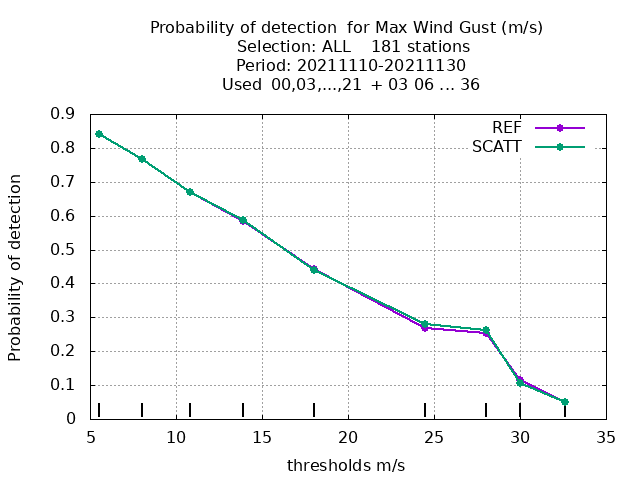 Probability of detection  for Max Wind Gust (m/s)
Selection: ALL    181 stations
Period: 20211110-20211130
Used  00,03,...,21  + 03 06 ... 36
REF
SCATT
Probability of detection
0.9
0.8
0.7
0.6
0.5
0.4
0.3
0.2
0.1
0
5 10 15 20 25 30 35
thresholds m/s